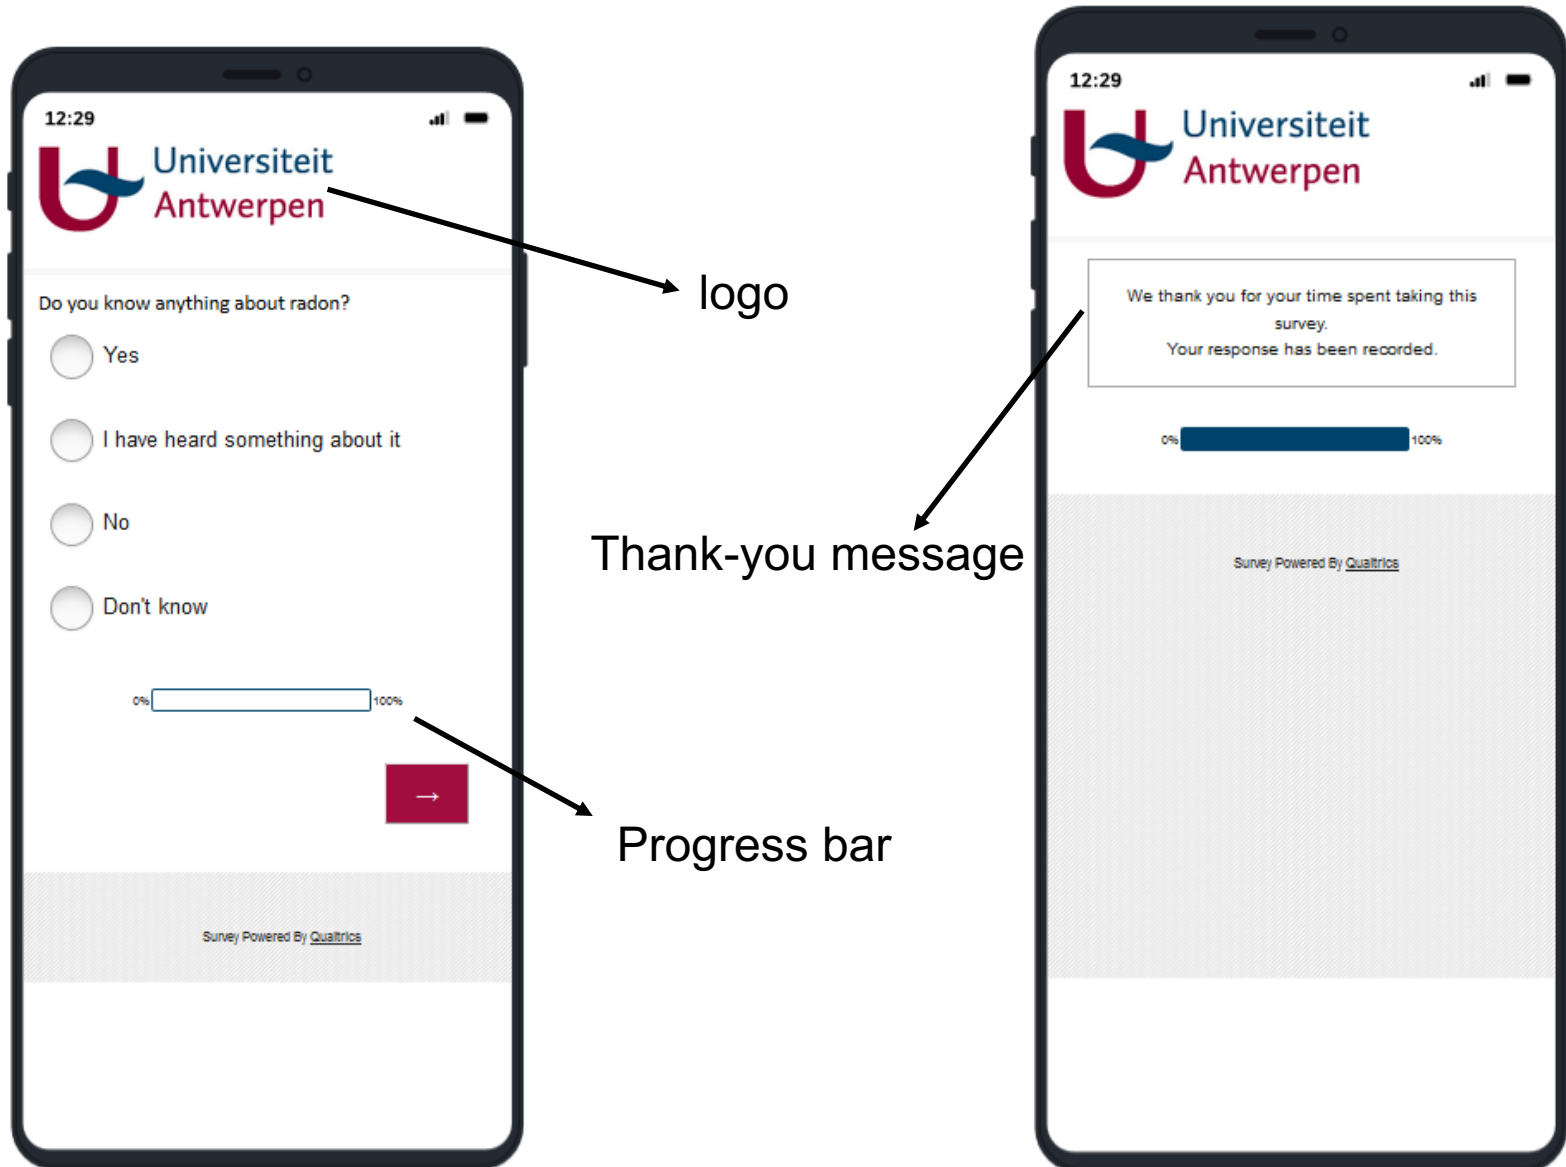 12:29
Universiteit
Antwerpen
Do you know anything about radon?
Yes
I have heard something about it
No
Don't know
0% 100%
→
Survey Powered By Qualtrics
logo
Thank-you message
Progress bar
12:29
Universiteit
Antwerpen
We thank you for your time spent taking this
survey.
Your response has been recorded.
0% 100%
Survey Powered By Qualtrics